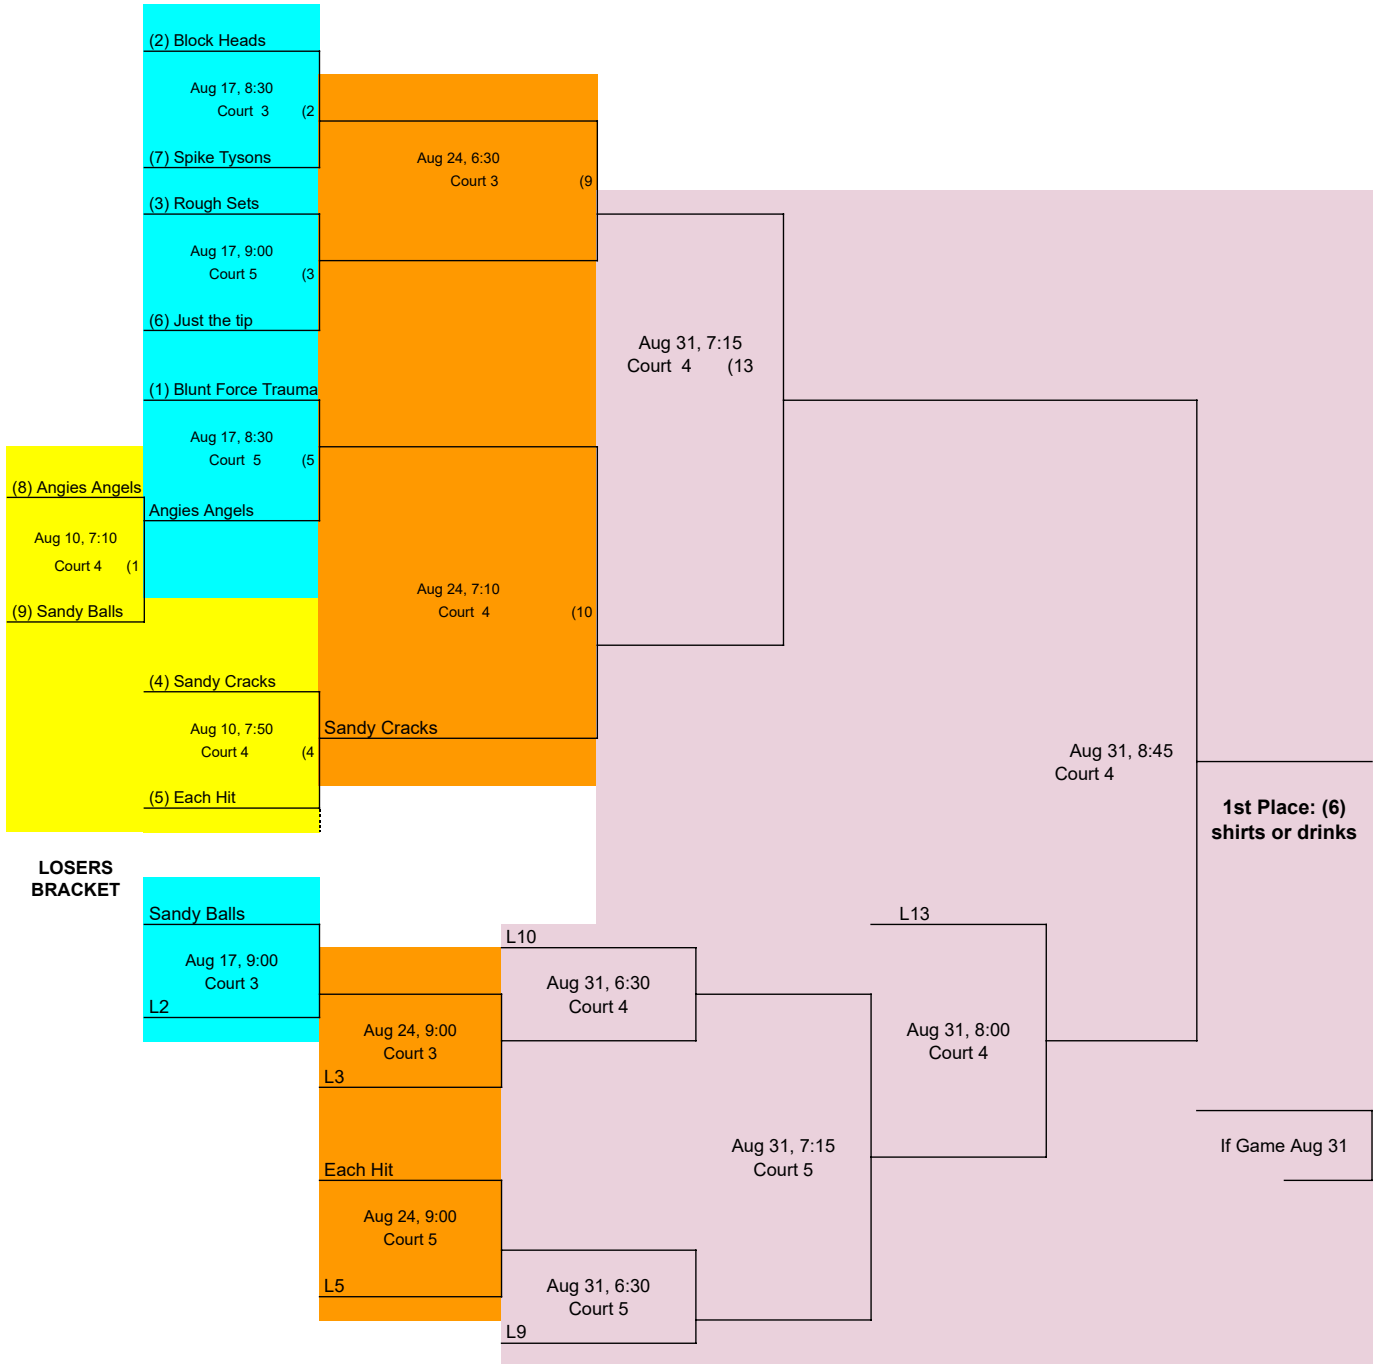 (2) Block Heads
Aug 17, 8:30
Court 3 (2
(7) Spike Tysons
Aug 24, 6:30
Court 3 (9
(3) Rough Sets
Aug 17, 9:00
Court 5 (3
(6) Just the tip
Aug 31, 7:15
Court 4 (13
(1) Blunt Force Trauma
Aug 17, 8:30
Court 5 (5
(8) Angies Angels
Angies Angels
Aug 10, 7:10
Court 4 (1
(9) Sandy Balls
Aug 24, 7:10
Court 4 (10
(4) Sandy Cracks
Aug 10, 7:50
Court 4 (4
Sandy Cracks
(5) Each Hit
Aug 31, 8:45
Court 4
1st Place: (6)
shirts or drinks
LOSERS
BRACKET
Sandy Balls
Aug 17, 9:00
Court 3
L2
L10
Aug 31, 6:30
Court 4
L13
Aug 24, 9:00
Court 3
L3
Aug 31, 8:00
Court 4
Aug 31, 7:15
Court 5
If Game Aug 31
Each Hit
Aug 24, 9:00
Court 5
L5
Aug 31, 6:30
Court 5
L9